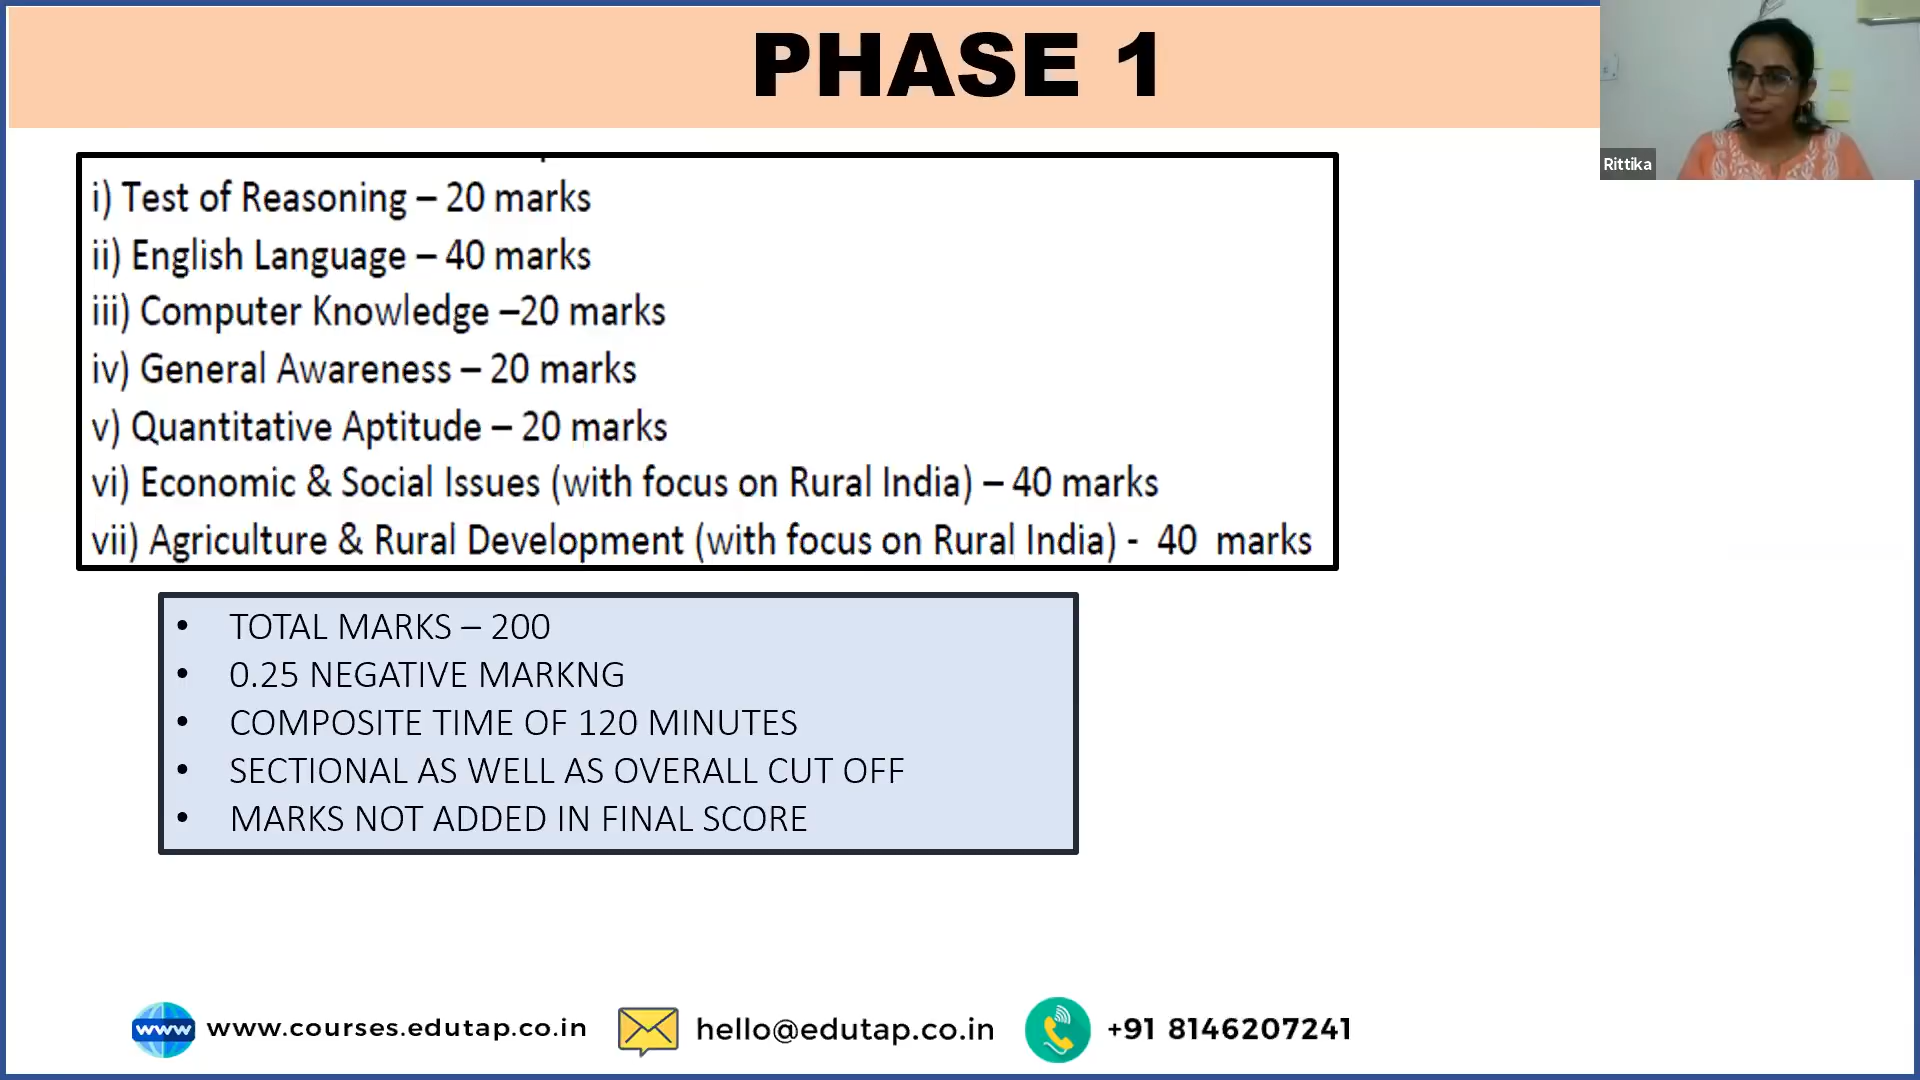 PHASE 1
Rittika
i) Test of Reasoning – 20 marks
ii) English Language – 40 marks
iii) Computer Knowledge –20 marks
iv) General Awareness – 20 marks
v) Quantitative Aptitude – 20 marks
vi) Economic & Social Issues (with focus on Rural India) – 40 marks
vii) Agriculture & Rural Development (with focus on Rural India) - 40 marks
• TOTAL MARKS – 200
• 0.25 NEGATIVE MARKNG
• COMPOSITE TIME OF 120 MINUTES
• SECTIONAL AS WELL AS OVERALL CUT OFF
• MARKS NOT ADDED IN FINAL SCORE
www www.courses.edutap.co.in hello@edutap.co.in +91 8146207241